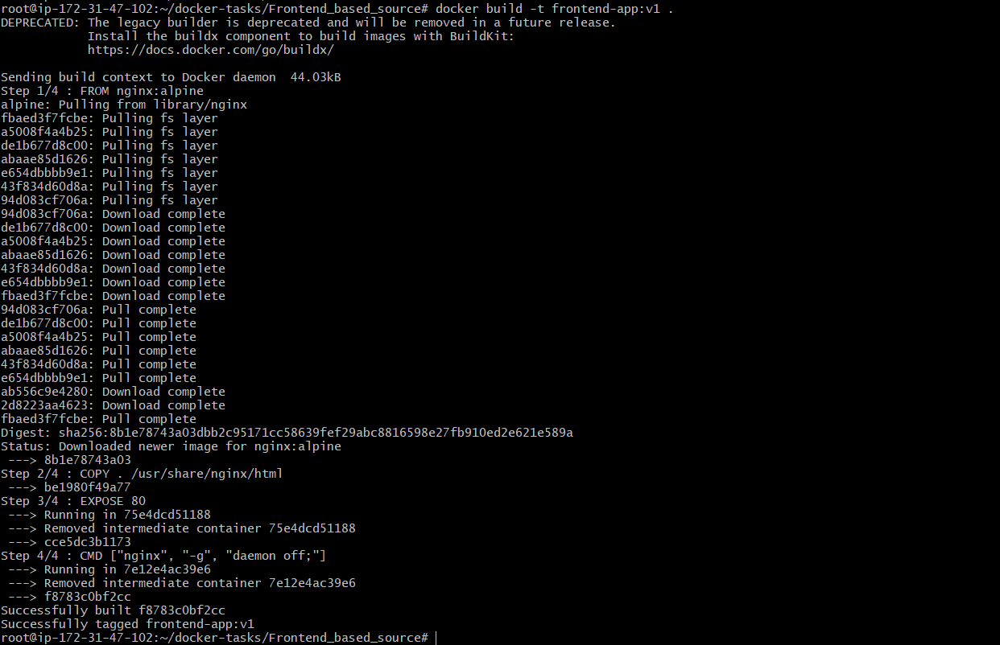 root@ip-172-31-47-102:~/docker-tasks/Frontend_based_source# docker build -t frontend-app:v1 .
DEPRECATED: The legacy builder is deprecated and will be removed in a future release.
            Install the buildx component to build images with BuildKit:
            https://docs.docker.com/go/buildx/

Sending build context to Docker daemon  44.03kB
Step 1/4 : FROM nginx:alpine
alpine: Pulling from library/nginx
fbaed3f7fcbe: Pulling fs layer
a5008f4a4b25: Pulling fs layer
de1b677d8c00: Pulling fs layer
abaae85d1626: Pulling fs layer
e654dbbbb9e1: Pulling fs layer
43f834d60d8a: Pulling fs layer
94d083cf706a: Pulling fs layer
94d083cf706a: Download complete
de1b677d8c00: Download complete
a5008f4a4b25: Download complete
abaae85d1626: Download complete
43f834d60d8a: Download complete
e654dbbbb9e1: Download complete
fbaed3f7fcbe: Download complete
94d083cf706a: Pull complete
de1b677d8c00: Pull complete
a5008f4a4b25: Pull complete
abaae85d1626: Pull complete
43f834d60d8a: Pull complete
e654dbbbb9e1: Pull complete
ab556c9e4280: Download complete
2d8223aa4623: Download complete
fbaed3f7fcbe: Pull complete
Digest: sha256:8b1e78743a03dbb2c95171cc58639fef29abc8816598e27fb910ed2e621e589a
Status: Downloaded newer image for nginx:alpine
 ---> 8b1e78743a03
Step 2/4 : COPY . /usr/share/nginx/html
 ---> be1980f49a77
Step 3/4 : EXPOSE 80
 ---> Running in 75e4dcd51188
 ---> Removed intermediate container 75e4dcd51188
 ---> cce5dc3b1173
Step 4/4 : CMD ["nginx", "-g", "daemon off;"]
 ---> Running in 7e12e4ac39e6
 ---> Removed intermediate container 7e12e4ac39e6
 ---> f8783c0bf2cc
Successfully built f8783c0bf2cc
Successfully tagged frontend-app:v1
root@ip-172-31-47-102:~/docker-tasks/Frontend_based_source#